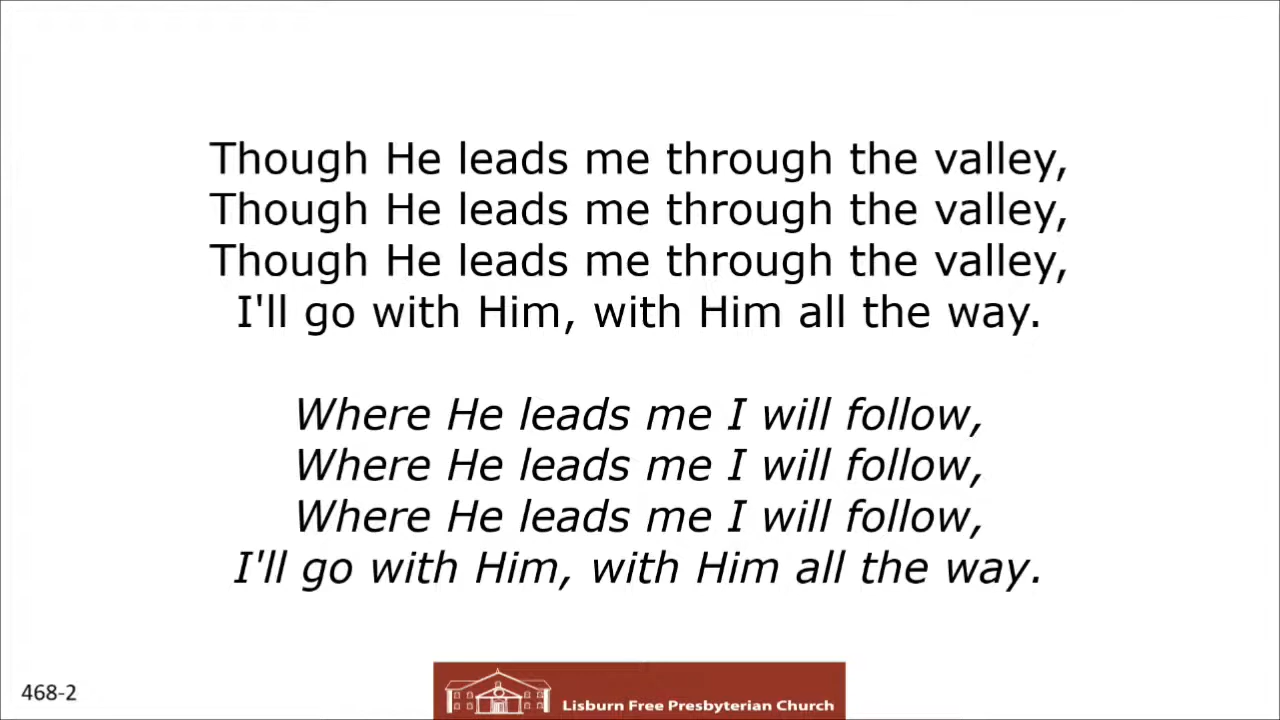 Though He leads me through the valley,
Though He leads me through the valley,
Though He leads me through the valley,
I'll go with Him, with Him all the way.
Where He leads me I will follow,
Where He leads me I will follow,
Where He leads me I will follow,
I'll go with Him, with Him all the way.
468-2
Lisburn Free Presbyterian Church